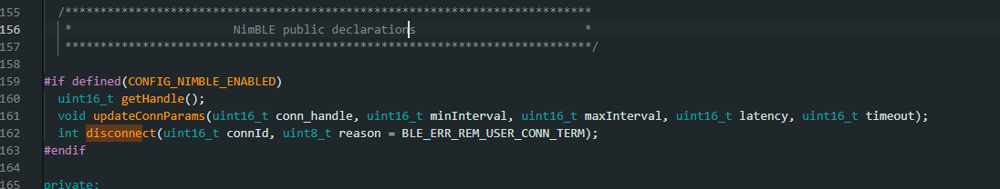 155 /***************************************************************************
156 * NimBLE public declarations *
157 ***************************************************************************/
158
159 #if defined(CONFIG_NIMBLE_ENABLED)
160 uint16_t getHandle();
161 void updateConnParams(uint16_t conn_handle, uint16_t minInterval, uint16_t maxInterval, uint16_t latency, uint16_t timeout);
162 int disconnect(uint16_t connId, uint8_t reason = BLE_ERR_REM_USER_CONN_TERM);
163 #endif
164
165 private: